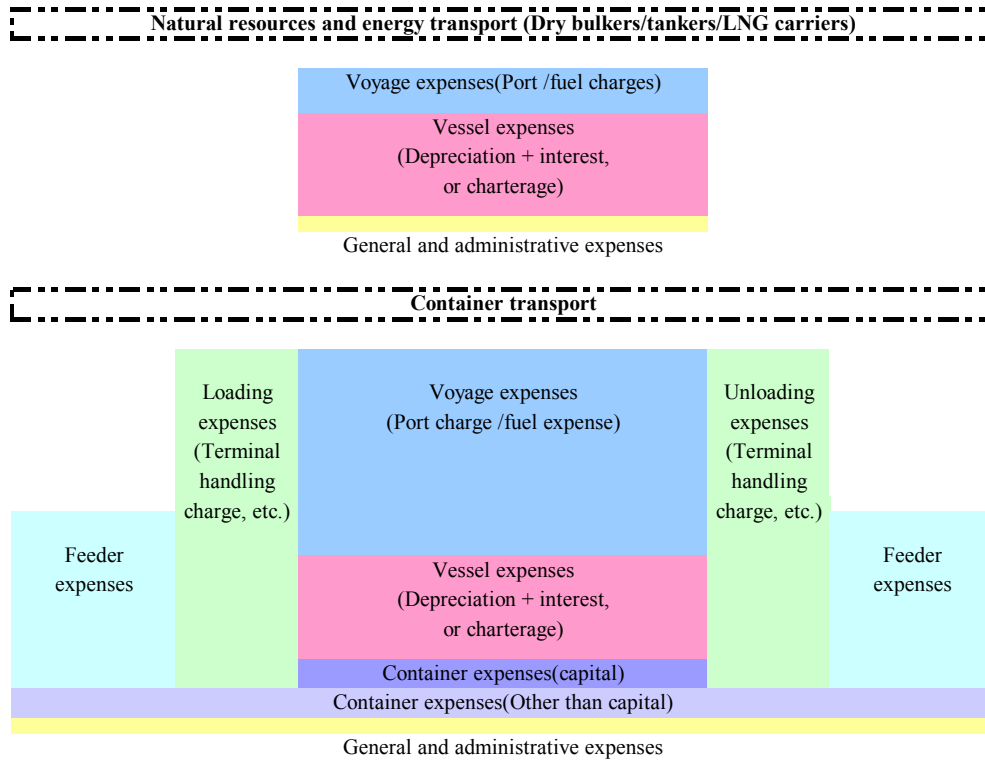 Natural resources and energy transport (Dry bulkers/tankers/LNG carriers)
Voyage expenses(Port /fuel charges)
Vessel expenses
(Depreciation + interest,
or charterage)
General and administrative expenses
Container transport
Loading
expenses
(Terminal
handling
charge, etc.)
Voyage expenses
(Port charge /fuel expense)
Unloading
expenses
(Terminal
handling
charge, etc.)
Feeder
expenses
Vessel expenses
(Depreciation + interest,
or charterage)
Feeder
expenses
Container expenses(capital)
Container expenses(Other than capital)
General and administrative expenses